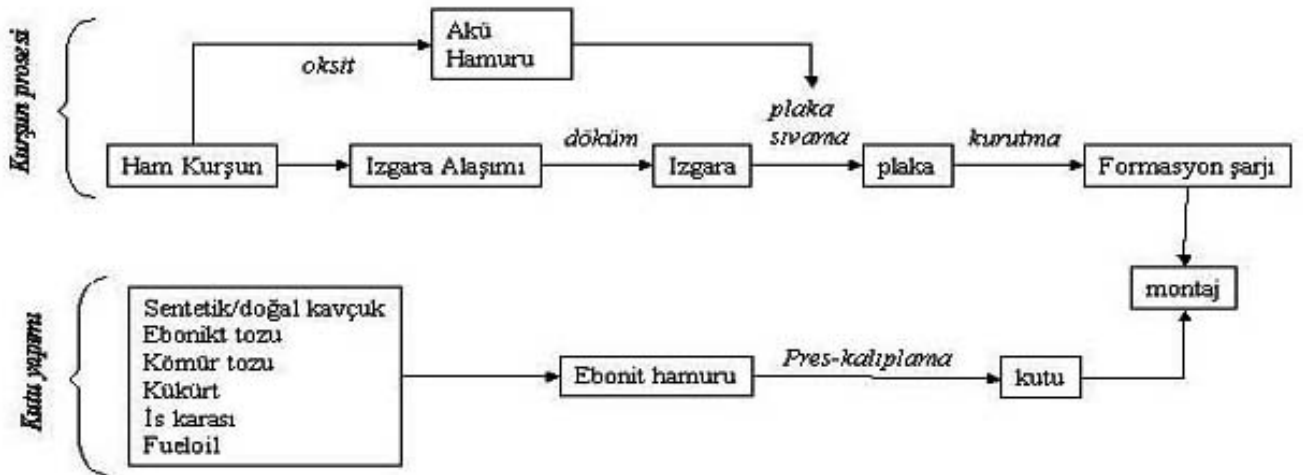 Kurşun prosesi
Akü
Hamuru
oksit
plaka
sıvama
döküm
kurutma
Ham Kurşun
Izgara Alaşımı
Izgara
plaka
Formasyon şarjı
montaj
Kutu yapımı
Sentetik/doğal kavçuk
Ebonikt tozu
Kömür tozu
Kükürt
İs karası
Fueloil
Ebonit hamuru
Pres-kalıplama
kutu